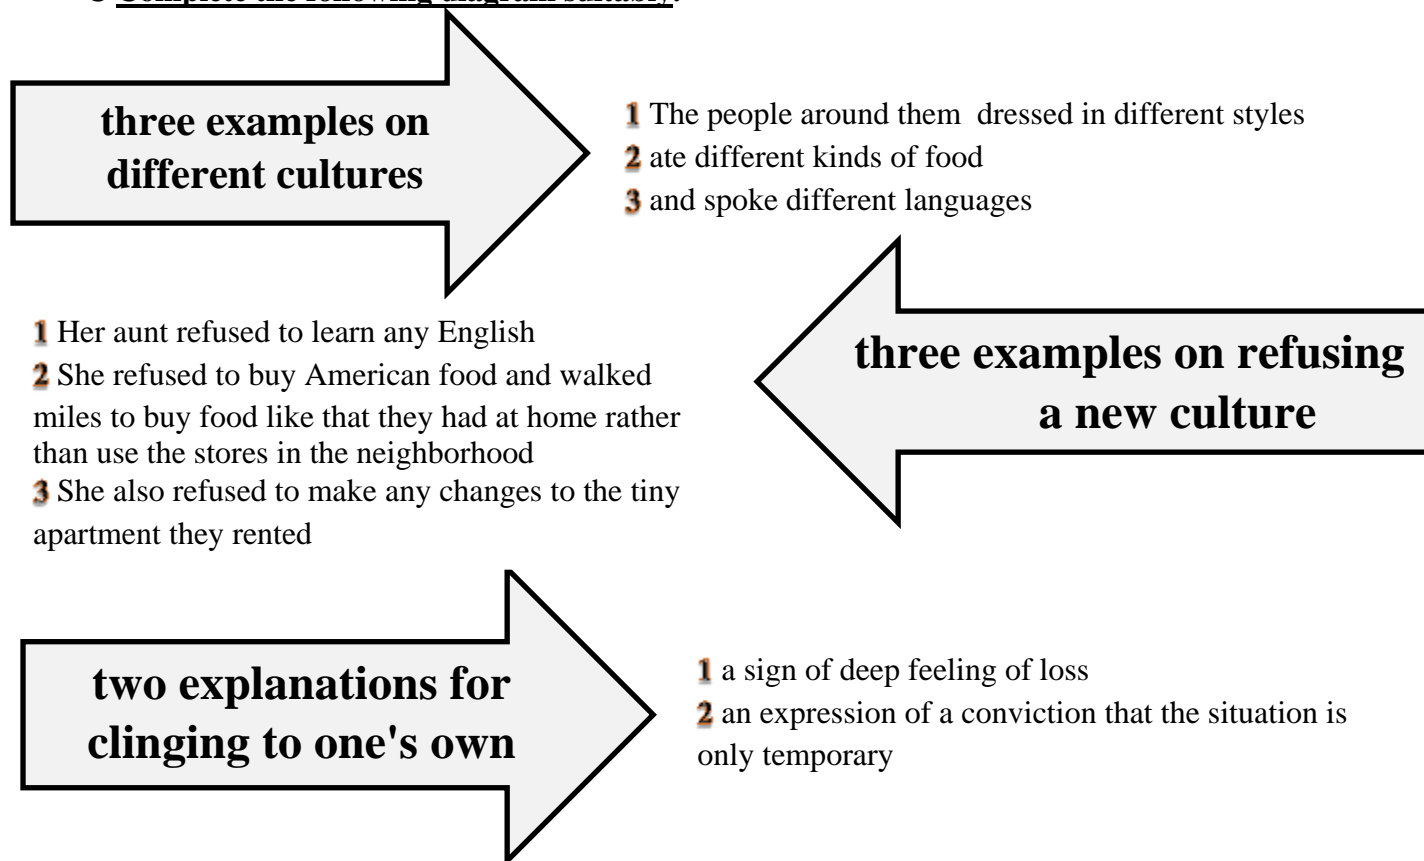 Complete the following diagram suitably.
three examples on
different cultures
1 The people around them dressed in different styles
2 ate different kinds of food
3 and spoke different languages
three examples on refusing
a new culture
1 Her aunt refused to learn any English
2 She refused to buy American food and walked
miles to buy food like that they had at home rather
than use the stores in the neighborhood
3 She also refused to make any changes to the tiny
apartment they rented
two explanations for
clinging to one's own
1 a sign of deep feeling of loss
2 an expression of a conviction that the situation is
only temporary